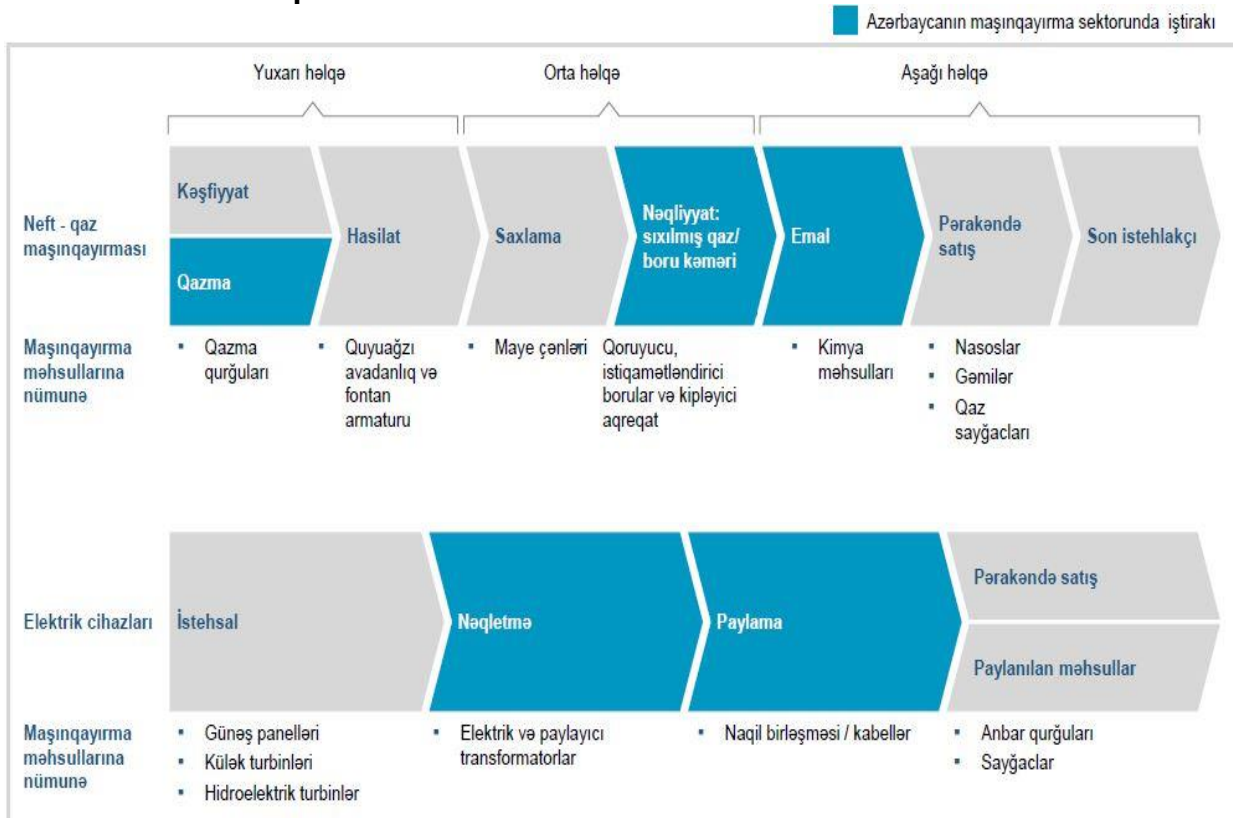 Azərbaycanın maşınqayırma sektorunda iştirakı
Yuxarı həlqə
Orta həlqə
Aşağı həlqə
Neft - qaz
maşınqayırması
Kəşfiyyat
Qazma
Hasilat
Saxlama
Nəqliyyat:
sıxılmış qaz/
boru kəməri
Emal
Pərakəndə
satış
Son istehlakçı
Maşınqayırma
məhsullarına
nümunə
▪ Qazma
qurğuları
▪ Quyuağzı
avadanlıq və
fontan
armaturu
▪ Maye çənləri
Qoruyucu,
istiqamətləndirici
borular və kipləyici
aqreqat
▪ Kimya
məhsulları
▪ Nasoslar
▪ Gəmilər
▪ Qaz
sayğacları
Elektrik cihazları
İstehsal
Nəqletmə
Paylama
Pərakəndə satış
Paylanılan məhsullar
Maşınqayırma
məhsullarına
nümunə
▪ Günəş panelləri
▪ Külək turbinləri
▪ Hidroelektrik turbinlər
▪ Elektrik və paylayıcı
transformatorlar
▪ Naqil birləşməsi / kabellər
▪ Anbar qurğuları
▪ Sayğaclar